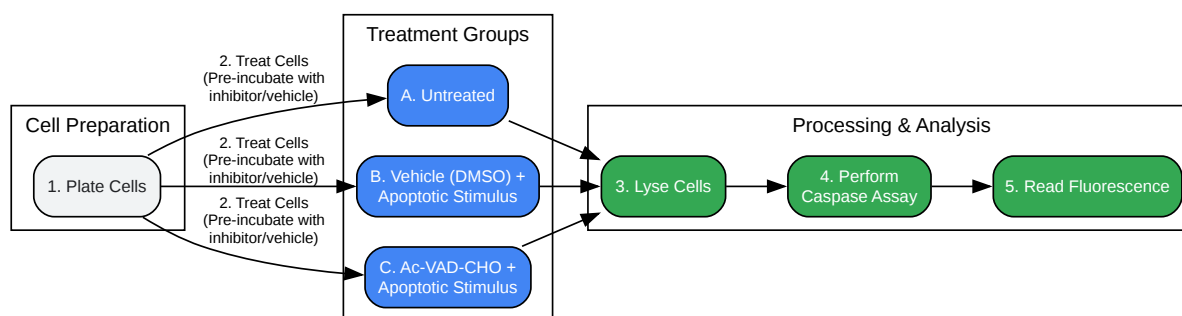 Cell Preparation
1. Plate Cells
2. Treat Cells
(Pre-incubate with
inhibitor/vehicle)
2. Treat Cells
(Pre-incubate with
inhibitor/vehicle)
2. Treat Cells
(Pre-incubate with
inhibitor/vehicle)
Treatment Groups
A. Untreated
B. Vehicle (DMSO) +
Apoptotic Stimulus
C. Ac-VAD-CHO +
Apoptotic Stimulus
Processing & Analysis
3. Lyse Cells
4. Perform
Caspase Assay
5. Read Fluorescence